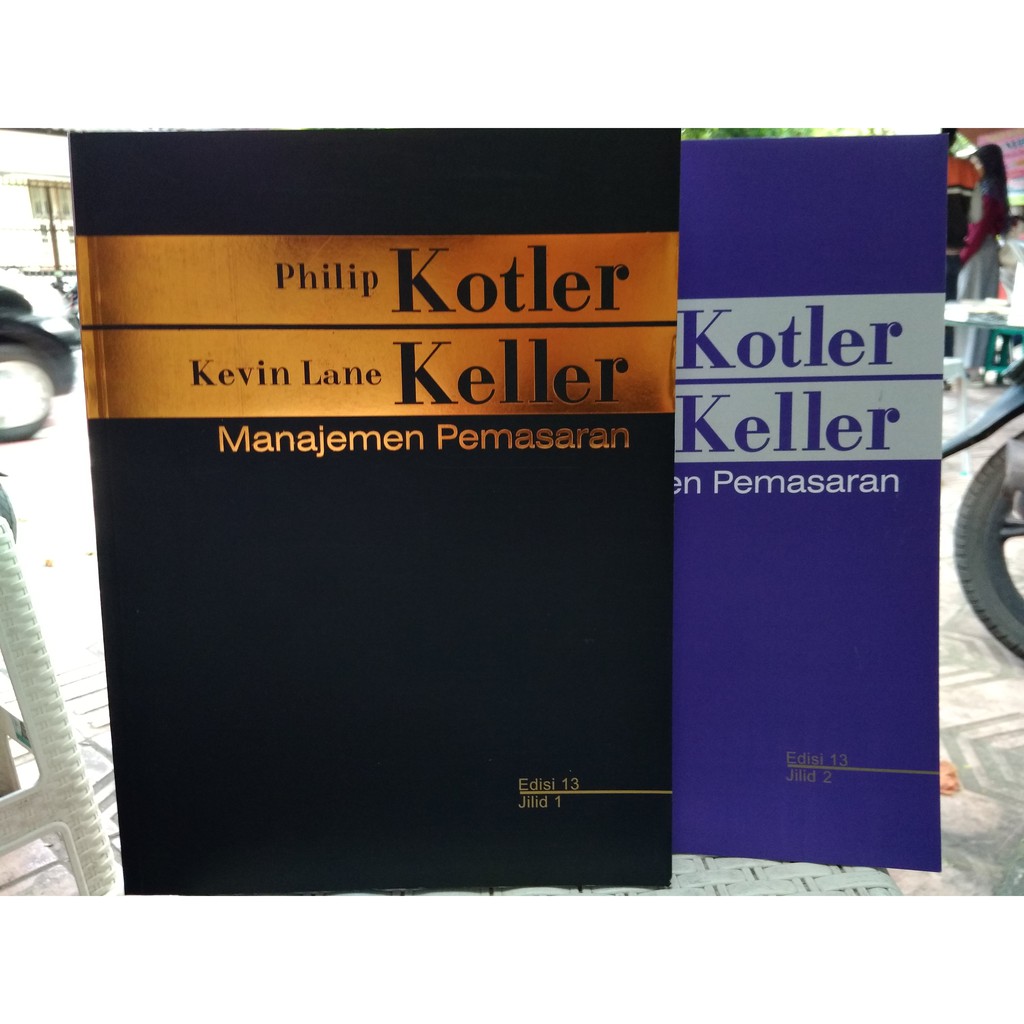 Philip Kotler
Kevin Lane Keller
Manajemen Pemasaran
Edisi 13
Jilid 1
Kotler
Keller
en Pemasaran
Edisi 13
Jilid 2